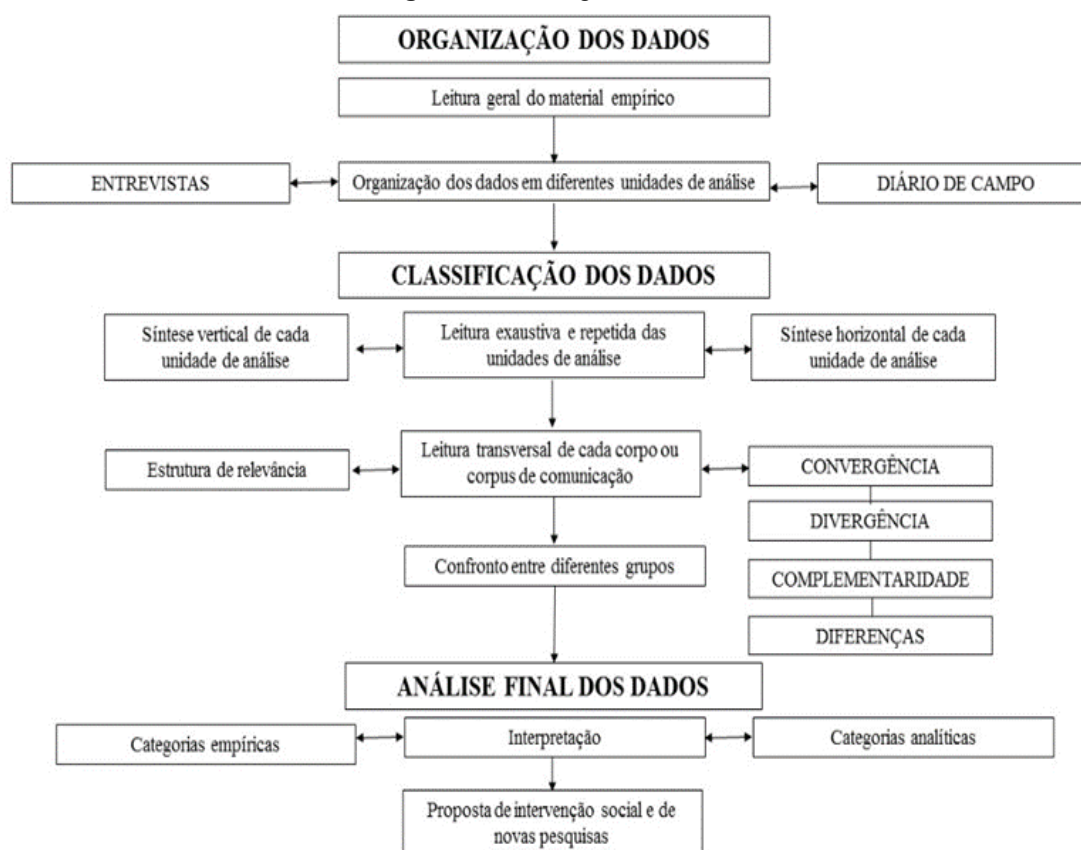 ORGANIZAÇÃO DOS DADOS
Leitura geral do material empírico
ENTREVISTAS
Organização dos dados em diferentes unidades de análise
DIÁRIO DE CAMPO
CLASSIFICAÇÃO DOS DADOS
Síntese vertical de cada
unidade de análise
Leitura exaustiva e repetida das
unidades de análise
Síntese horizontal de cada
unidade de análise
Estrutura de relevância
Leitura transversal de cada corpo ou
corpus de comunicação
CONVERGÊNCIA
DIVERGÊNCIA
COMPLEMENTARIDADE
DIFERENÇAS
Confronto entre diferentes grupos
ANÁLISE FINAL DOS DADOS
Categorias empíricas
Interpretação
Categorias analíticas
Proposta de intervenção social e de
novas pesquisas